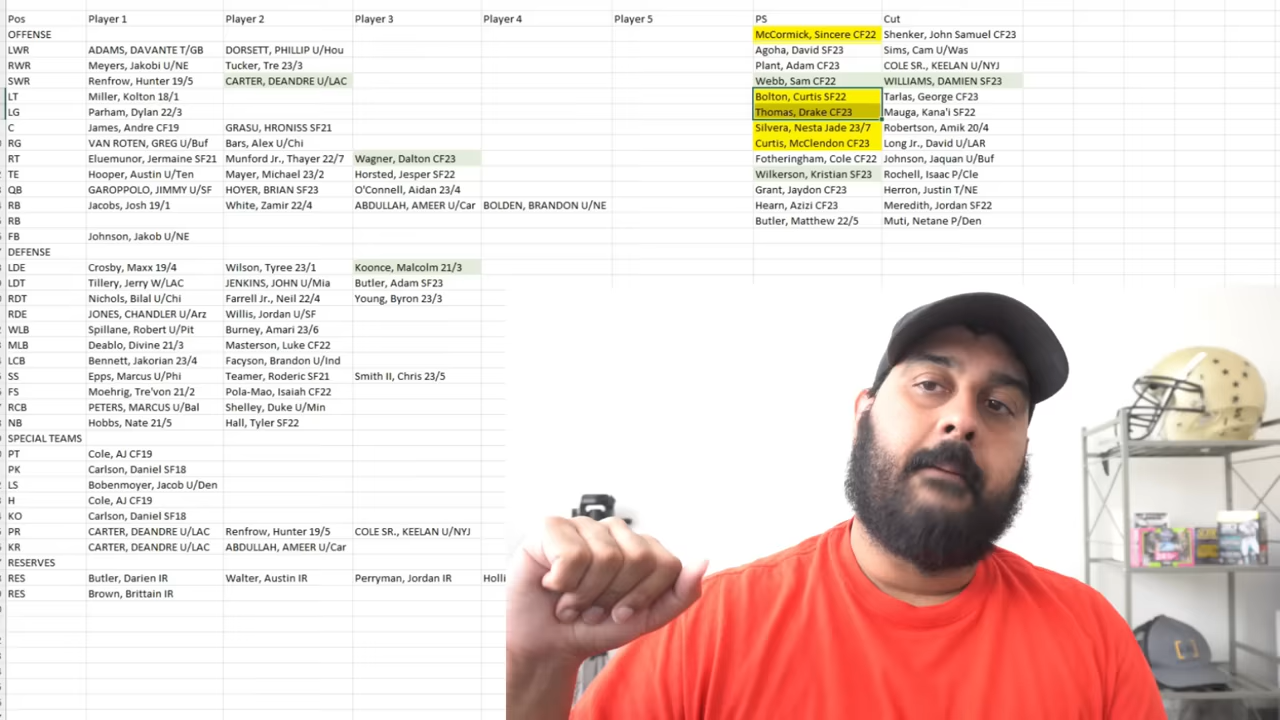 Pos Player 1 Player 2 Player 3 Player 4 Player 5 PS Cut
OFFENSE McCormick, Sincere CF22 Shenker, John Samuel CF23
LWR ADAMS, DAVANTE T/GB DORSETT, PHILLIP U/Hou Agoha, David SF23 Sims, Cam U/Was
RWR Meyers, Jakobi U/NE Tucker, Tre 23/3 Plant, Adam CF23 COLE SR., KEELAN U/NYJ
SWR Renfrow, Hunter 19/5 CARTER, DEANDRE U/LAC Webb, Sam CF22 WILLIAMS, DAMIEN SF23
LT Miller, Kolton 18/1 Bolton, Curtis SF22 Tarlas, George CF23
LG Parham, Dylan 22/3 Thomas, Drake CF23 Mauga, Kana'i SF22
C James, Andre CF19 GRASU, HRONISS SF21 Silvera, Nesta Jade 23/7 Robertson, Amik 20/4
RG VAN ROTEN, GREG U/Buf Bars, Alex U/Chi Curtis, McClendon CF23 Long Jr., David U/LAR
RT Eluemunor, Jermaine SF21 Munford Jr., Thayer 22/7 Wagner, Dalton CF23 Fotheringham, Cole CF22 Johnson, Jaquan U/Buf
TE Hooper, Austin U/Ten Mayer, Michael 23/2 Horsted, Jesper SF22 Wilkerson, Kristian SF23 Rochell, Isaac P/Cle
QB GAROPPOLO, JIMMY U/SF HOYER, BRIAN SF23 O'Connell, Aidan 23/4 Grant, Jaydon CF23 Herron, Justin T/NE
RB Jacobs, Josh 19/1 White, Zamir 22/4 ABDULLAH, AMEER U/Car BOLDEN, BRANDON U/NE Hearn, Azizi CF23 Meredith, Jordan SF22
RB Butler, Matthew 22/5 Muti, Netane P/Den
FB Johnson, Jakob U/NE
DEFENSE
LDE Crosby, Maxx 19/4 Wilson, Tyree 23/1 Koonce, Malcolm 21/3
LDT Tillery, Jerry W/LAC JENKINS, JOHN U/Mia Butler, Adam SF23
RDT Nichols, Bilal U/Chi Farrell Jr., Neil 22/4 Young, Byron 23/3
RDE JONES, CHANDLER U/Arz Willis, Jordan U/SF
WLB Spillane, Robert U/Pit Burney, Amari 23/6
MLB Deablo, Divine 21/3 Masterson, Luke CF22
LCB Bennett, Jakorian 23/4 Facyson, Brandon U/Ind
SS Epps, Marcus U/Phi Teamer, Roderic SF21 Smith II, Chris 23/5
FS Moehrig, Tre'von 21/2 Pola-Mao, Isaiah CF22
RCB PETERS, MARCUS U/Bal Shelley, Duke U/Min
NB Hobbs, Nate 21/5 Hall, Tyler SF22
SPECIAL TEAMS
PT Cole, AJ CF19
PK Carlson, Daniel SF18
LS Bobenmoyer, Jacob U/Den
H Cole, AJ CF19
KO Carlson, Daniel SF18
PR CARTER, DEANDRE U/LAC Renfrow, Hunter 19/5 COLE SR., KEELAN U/NYJ
KR CARTER, DEANDRE U/LAC ABDULLAH, AMEER U/Car
RESERVES
RES Butler, Darien IR Walter, Austin IR Perryman, Jordan IR Holli
RES Brown, Brittain IR